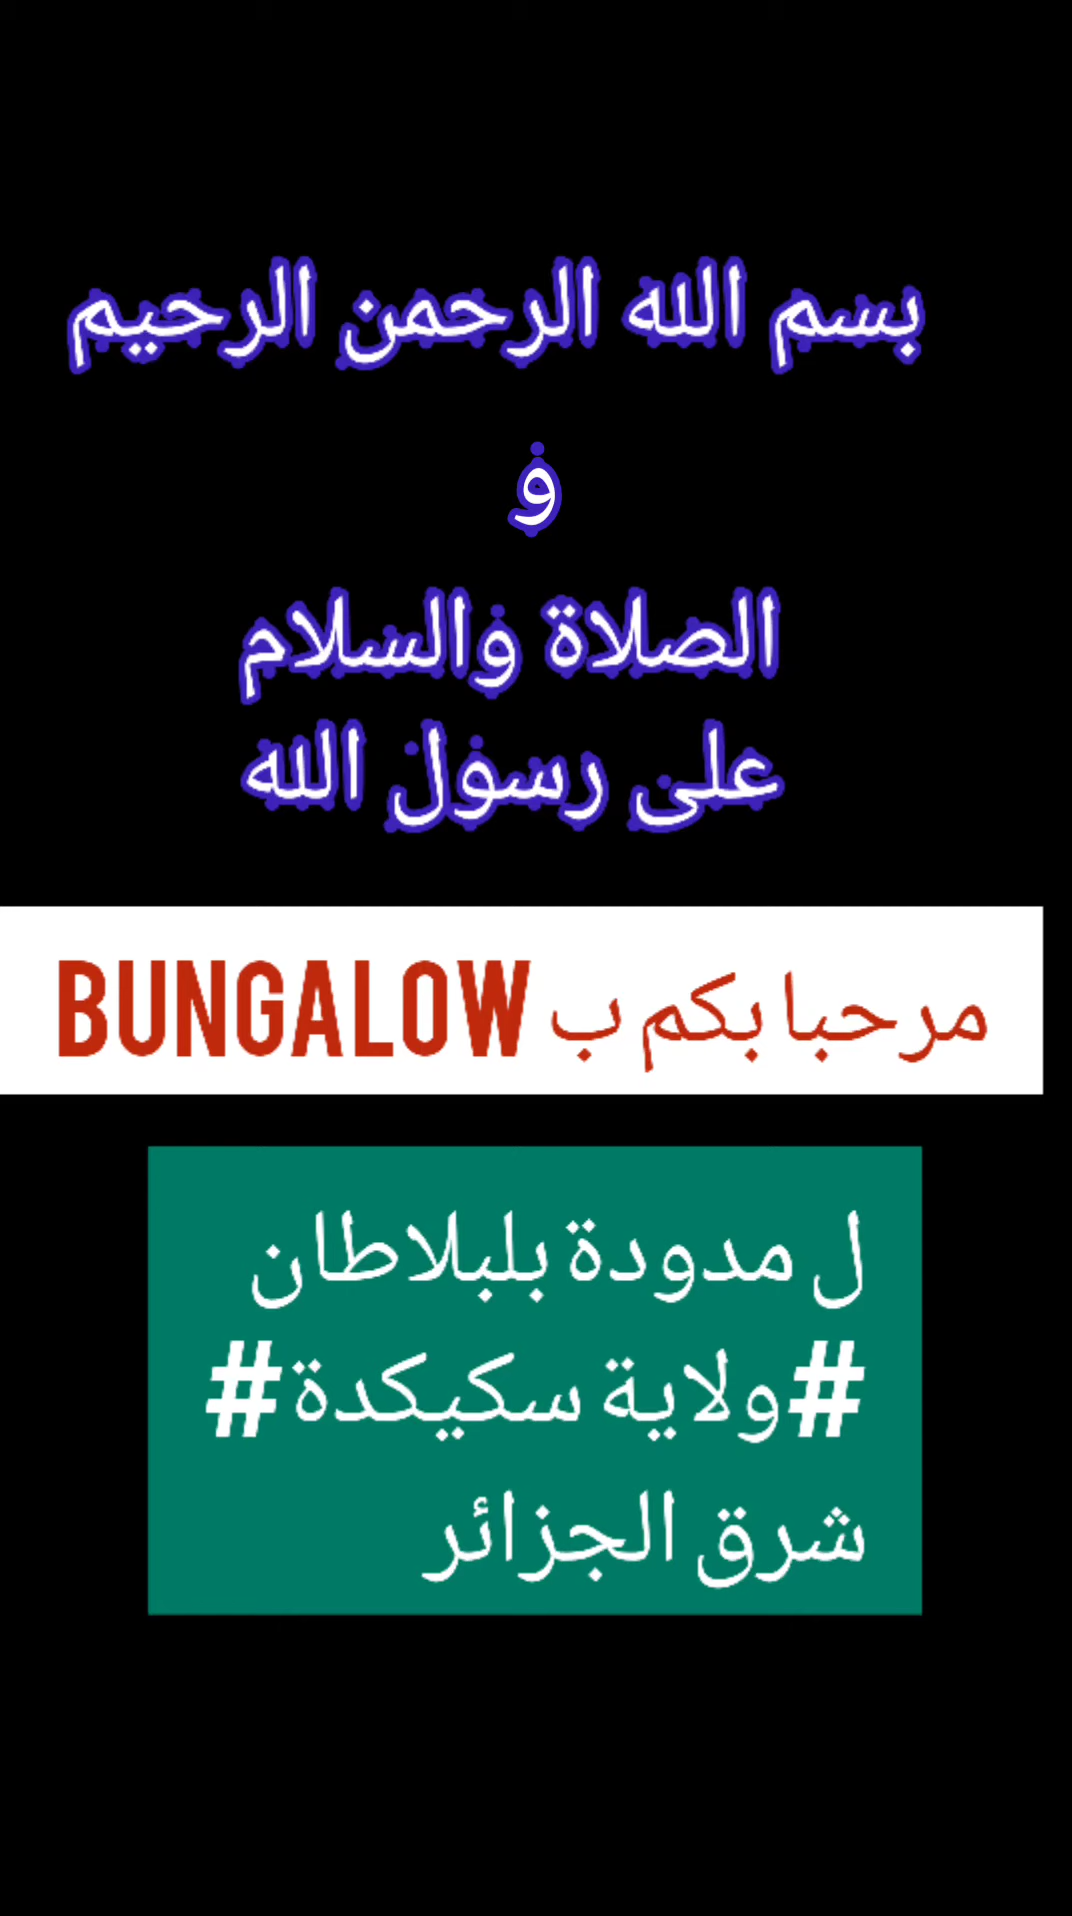 بسم الله الرحمن الرحيم
و
الصلاة والسلام
على رسول الله
مرحبا بكم ب BUNGALOW
ل مدودة بلبلاطان
#ولاية سكيكدة#
شرق الجزائر